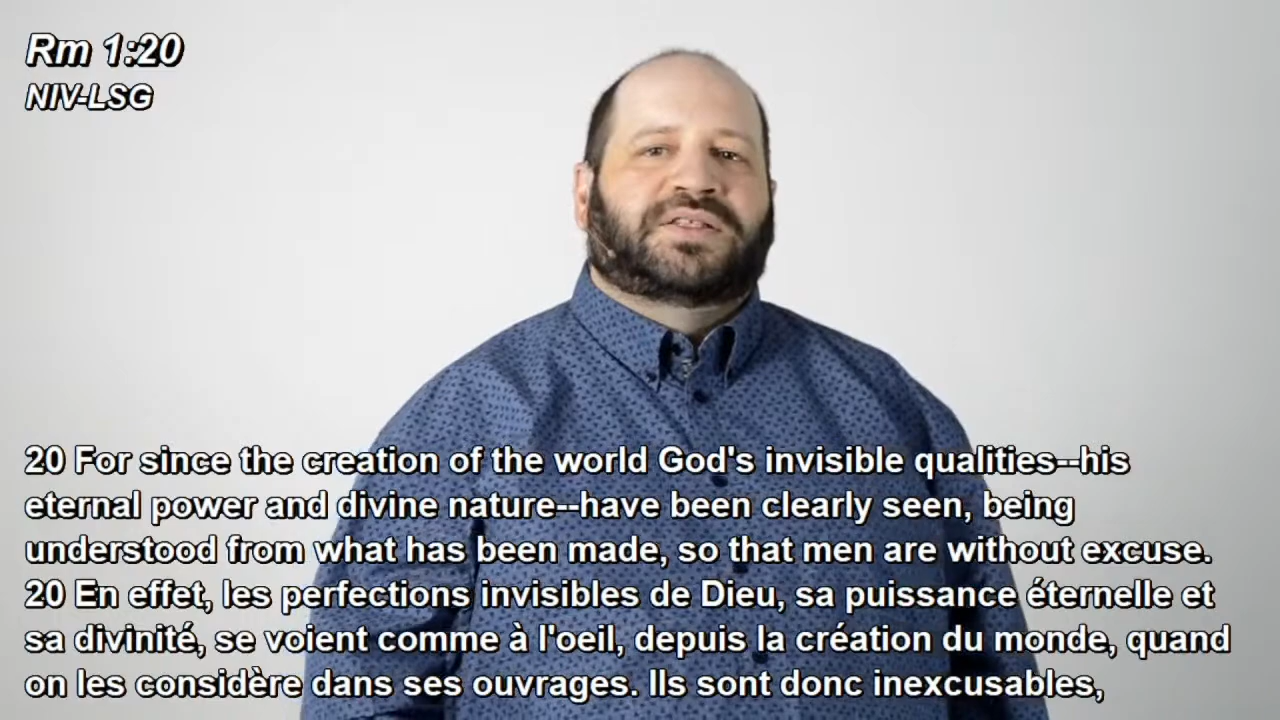 Rm 1:20
NIV-LSG
20 For since the creation of the world God's invisible qualities--his
eternal power and divine nature--have been clearly seen, being
understood from what has been made, so that men are without excuse.
20 En effet, les perfections invisibles de Dieu, sa puissance éternelle et
sa divinité, se voient comme à l'oeil, depuis la création du monde, quand
on les considère dans ses ouvrages. Ils sont donc inexcusables,